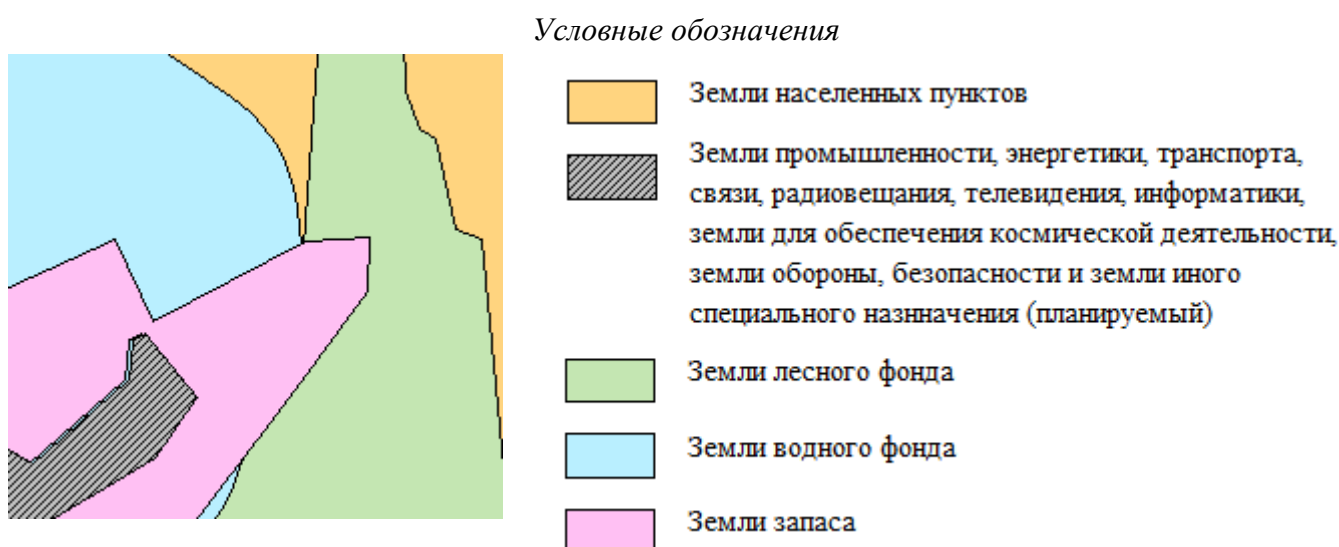 Условные обозначения
Земли населенных пунктов
Земли промышленности, энергетики, транспорта,
связи, радиовещания, телевидения, информатики,
земли для обеспечения космической деятельности,
земли обороны, безопасности и земли иного
специального назнначения (планируемый)
Земли лесного фонда
Земли водного фонда
Земли запаса